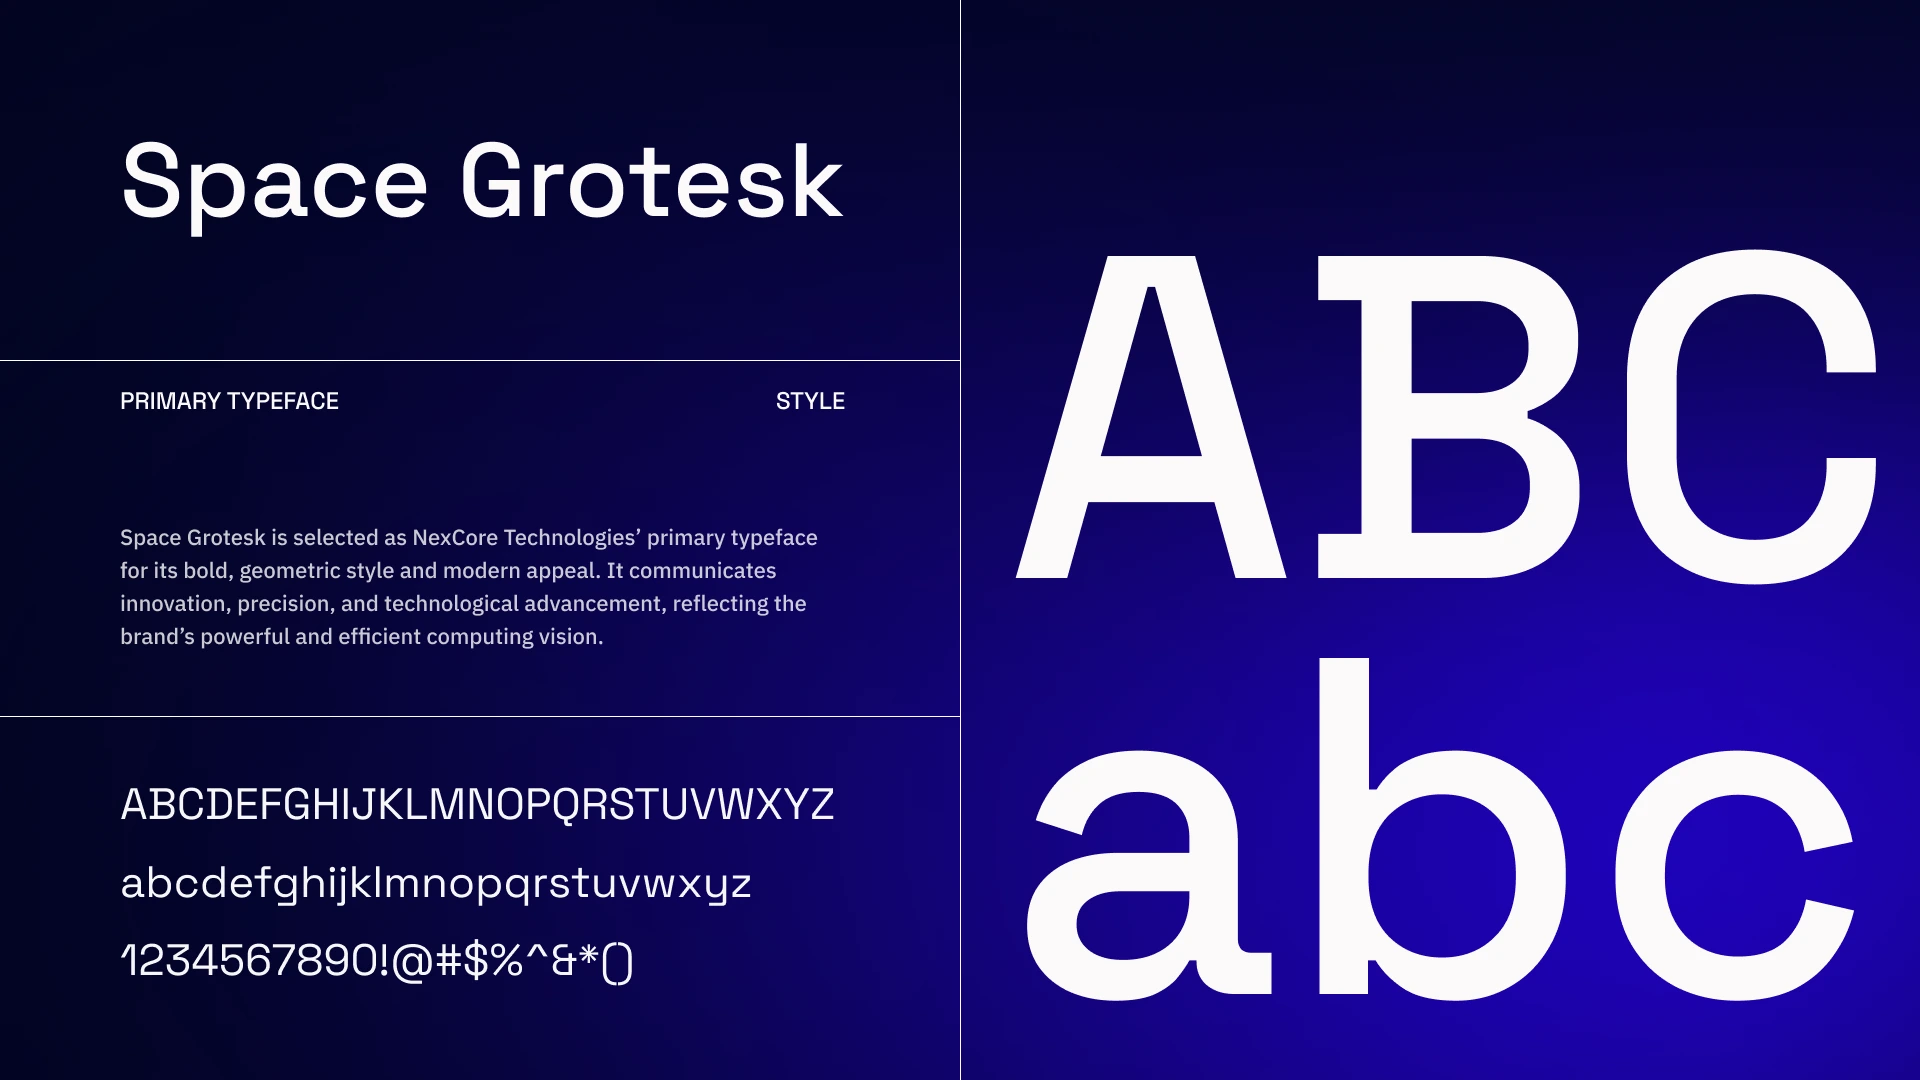 Space Grotesk
PRIMARY TYPEFACE
STYLE
Space Grotesk is selected as NexCore Technologies’ primary typeface
for its bold, geometric style and modern appeal. It communicates
innovation, precision, and technological advancement, reflecting the
brand’s powerful and efficient computing vision.
ABCDEFGHIJKLMNOPQRSTUVWXYZ
abcdefghijklmnopqrstuvwxyz
1234567890!@#$%^&*()
ABC
abc